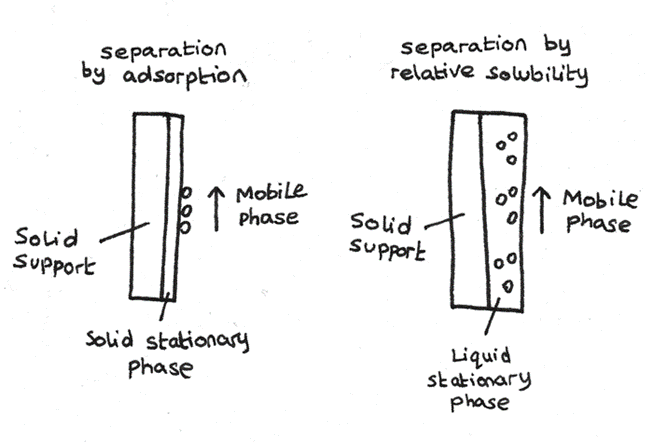 separation
by adsorption
Mobile
phase
Solid
support
Solid stationary
phase
separation by
relative solubility
Mobile
phase
Solid
support
Liquid
stationary
phase